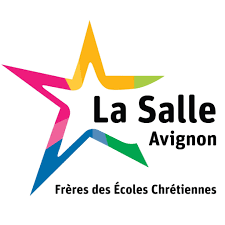 La Salle
Avignon
Frères des Écoles Chrétiennes